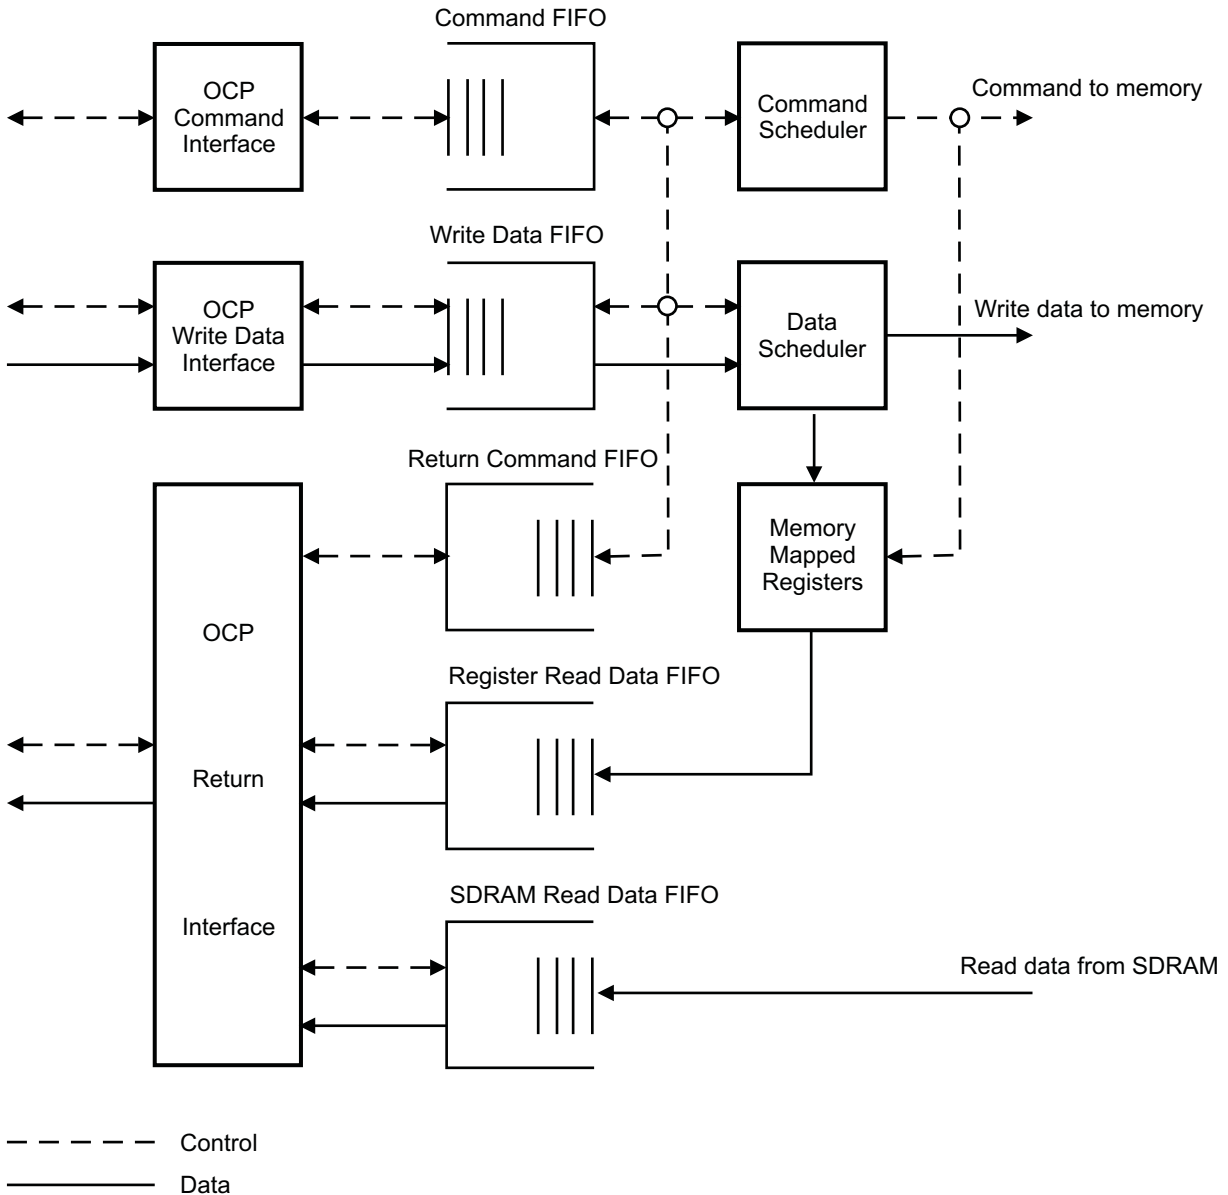 Command FIFO
OCP
Command
Interface
Command
Scheduler
Command to memory
Write Data FIFO
OCP
Write Data
Interface
Data
Scheduler
Write data to memory
Return Command FIFO
Memory
Mapped
Registers
OCP
Return
Interface
Register Read Data FIFO
SDRAM Read Data FIFO
Read data from SDRAM
Control
Data